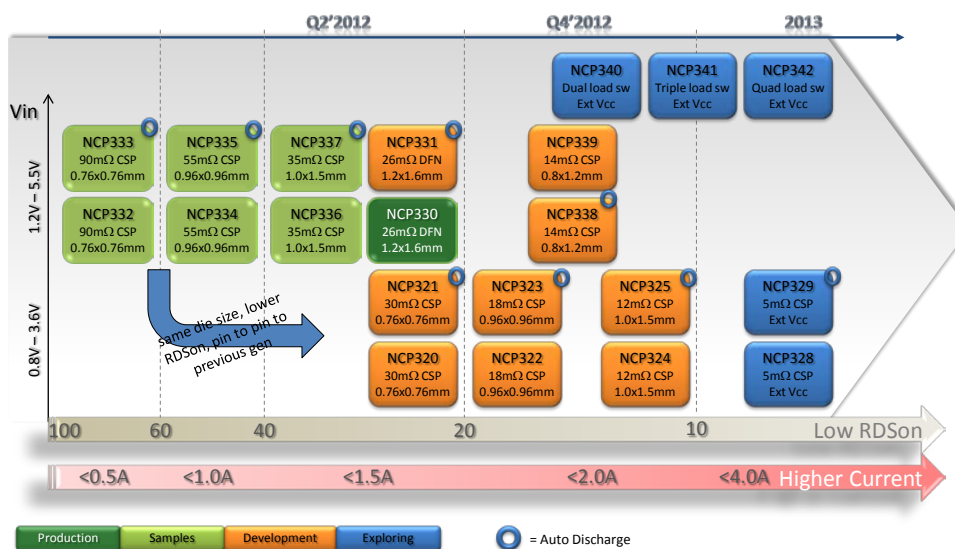 Q2'2012
Q4'2012
2013
Vin
1.2V – 5.5V
0.8V – 3.6V
NCP340
Dual load sw
Ext Vcc
NCP341
Triple load sw
Ext Vcc
NCP342
Quad load sw
Ext Vcc
NCP333
90mΩ CSP
0.76x0.76mm
NCP335
55mΩ CSP
0.96x0.96mm
NCP337
35mΩ CSP
1.0x1.5mm
NCP331
26mΩ DFN
1.2x1.6mm
NCP339
14mΩ CSP
0.8x1.2mm
NCP332
90mΩ CSP
0.76x0.76mm
NCP334
55mΩ CSP
0.96x0.96mm
NCP336
35mΩ CSP
1.0x1.5mm
NCP330
26mΩ DFN
1.2x1.6mm
NCP338
14mΩ CSP
0.8x1.2mm
same die size, lower
RDSon, pin to pin to
previous gen
NCP321
30mΩ CSP
0.76x0.76mm
NCP323
18mΩ CSP
0.96x0.96mm
NCP325
12mΩ CSP
1.0x1.5mm
NCP329
5mΩ CSP
Ext Vcc
NCP320
30mΩ CSP
0.76x0.76mm
NCP322
18mΩ CSP
0.96x0.96mm
NCP324
12mΩ CSP
1.0x1.5mm
NCP328
5mΩ CSP
Ext Vcc
100 60 40 20 10 Low RDSon
<0.5A <1.0A <1.5A <2.0A <4.0A Higher Current
Production Samples Development Exploring = Auto Discharge